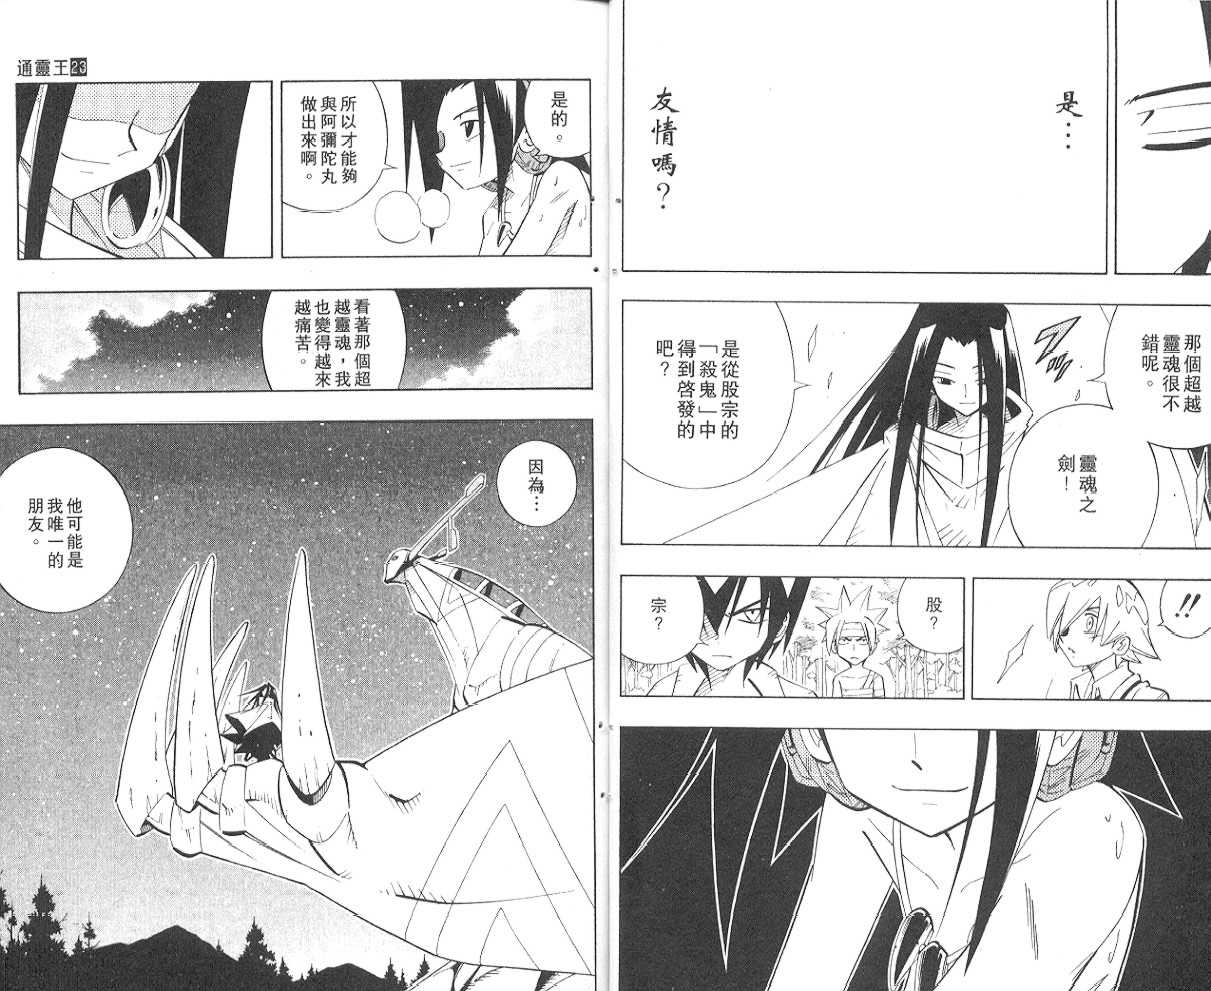 是…
友情嗎?
那個超越
靈魂很不
錯呢。
靈魂之
劍!
是從股宗的
「殺鬼」中
得到啓發的
吧?
!!
股?
宗?
通靈王23
是的。
所以才能夠
與阿彌陀丸
做出來啊。
看著那個超
越靈魂,我
也變得越來
越痛苦。
因為…
他可能是
我唯一的
朋友。